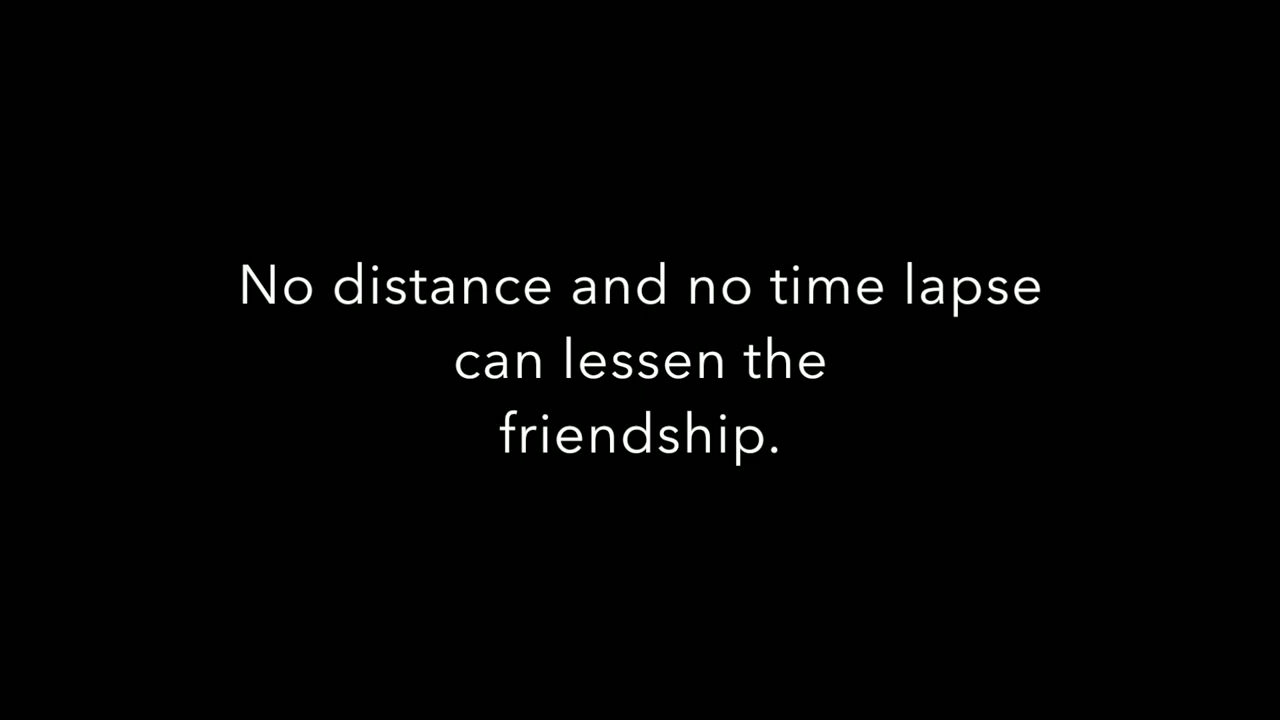 No distance and no time lapse
can lessen the
friendship.